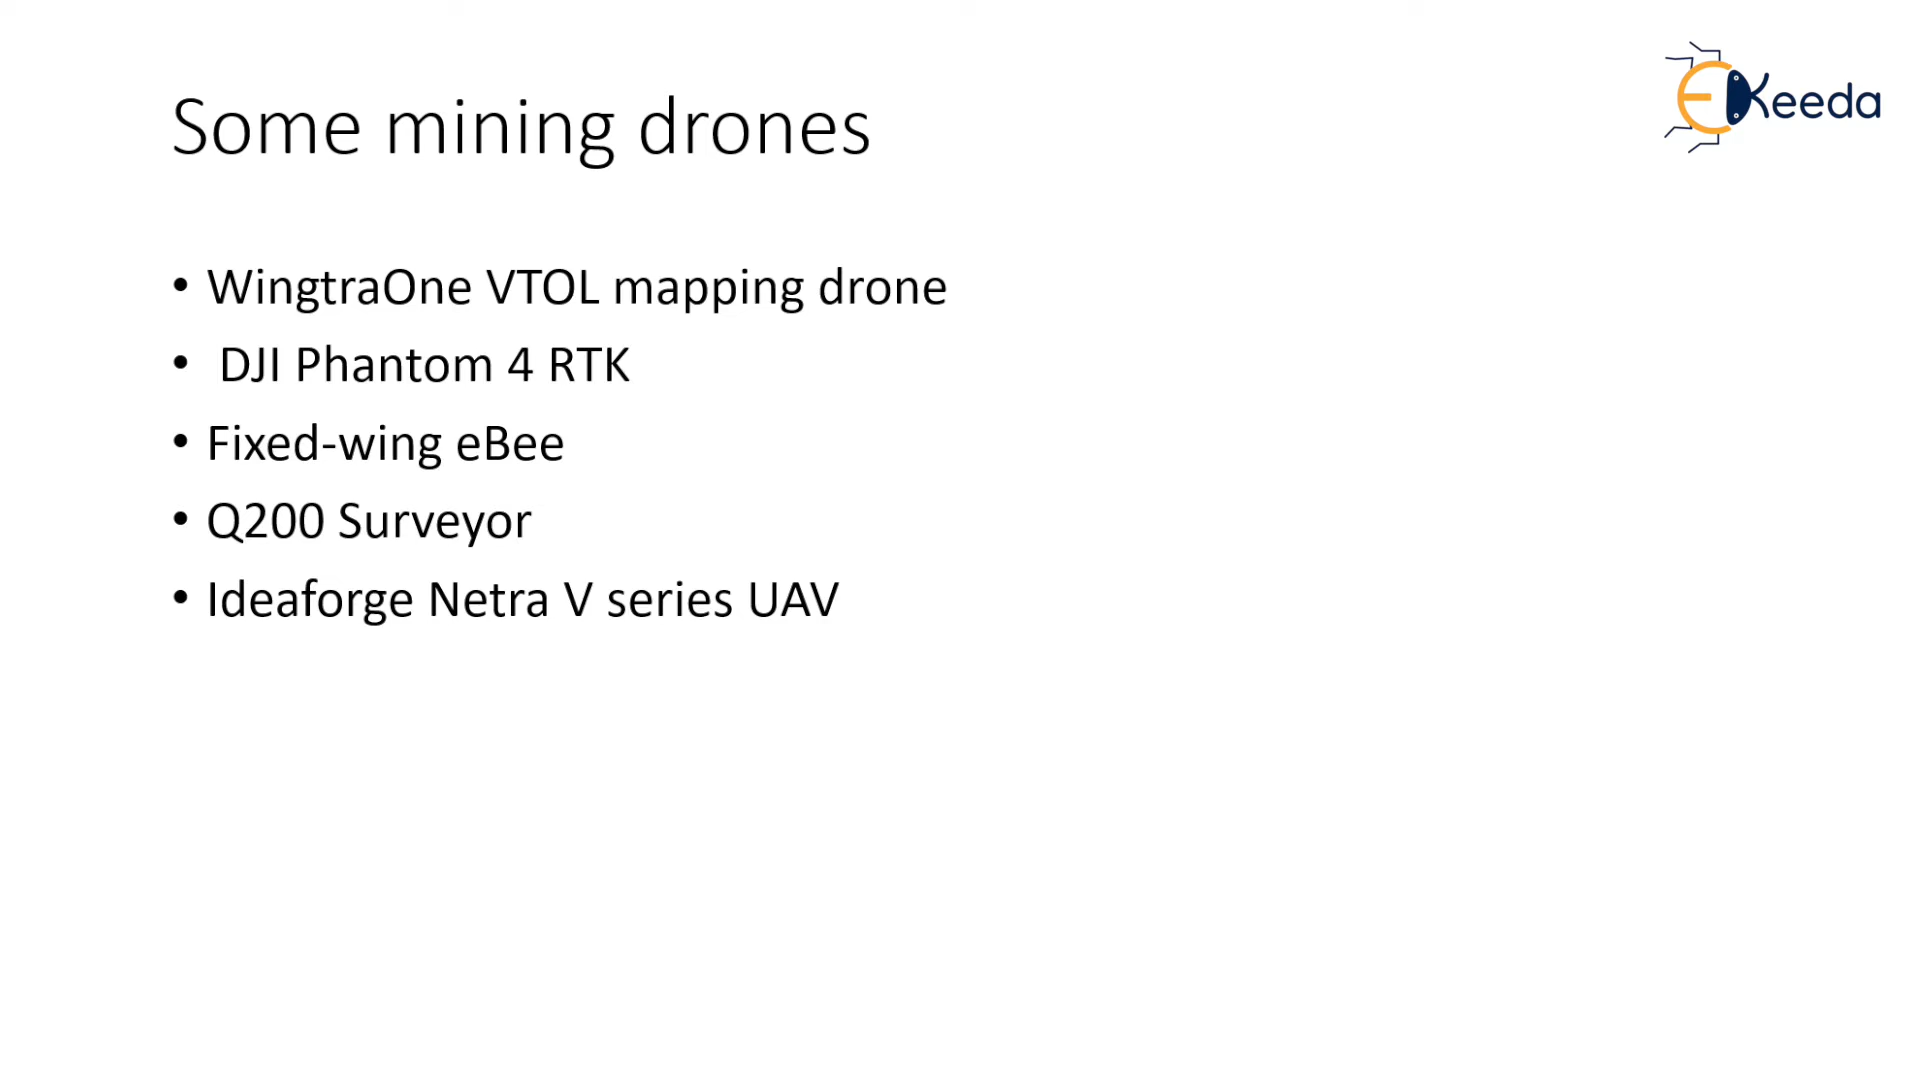 Some mining drones
EKeeda
• WingtraOne VTOL mapping drone
• DJI Phantom 4 RTK
• Fixed-wing eBee
• Q200 Surveyor
• Ideaforge Netra V series UAV